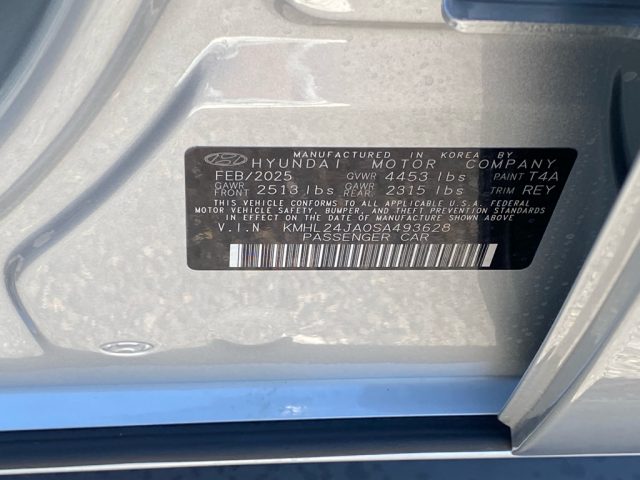 MANUFACTURED IN KOREA BY
HYUNDAI MOTOR COMPANY
FEB/2025 GVWR 4453 lbs PAINT T4A
GAWR FRONT 2513 lbs GAWR REAR: 2315 lbs TRIM REY
THIS VEHICLE CONFORMS TO ALL APPLICABLE U.S.A. FEDERAL
MOTOR VEHICLE SAFETY, BUMPER, AND THEFT PREVENTION STANDARDS
IN EFFECT ON THE DATE OF MANUFACTURE SHOWN ABOVE
V.I.N KMHL24JA0SA493628
PASSENGER CAR